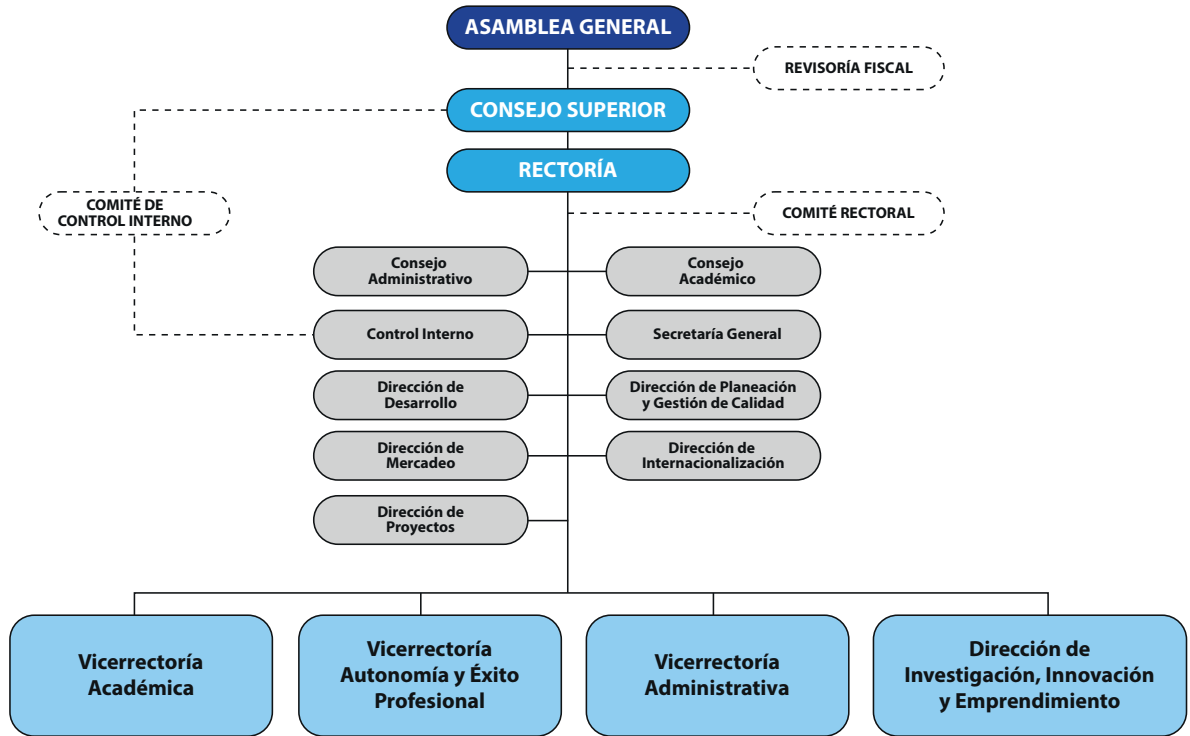 ASAMBLEA GENERAL
REVISORÍA FISCAL
CONSEJO SUPERIOR
RECTORÍA
COMITÉ DE
CONTROL INTERNO
COMITÉ RECTORAL
Consejo
Administrativo
Consejo
Académico
Control Interno
Secretaría General
Dirección de
Desarrollo
Dirección de Planeación
y Gestión de Calidad
Dirección de
Mercadeo
Dirección de
Internacionalización
Dirección de
Proyectos
Vicerrectoría
Académica
Vicerrectoría
Autonomía y Éxito
Profesional
Vicerrectoría
Administrativa
Dirección de
Investigación, Innovación
y Emprendimiento